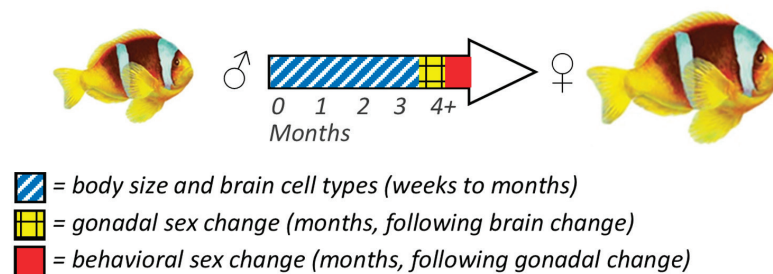 ♂ ♀
0 1 2 3 4+
Months
= body size and brain cell types (weeks to months)
= gonadal sex change (months, following brain change)
= behavioral sex change (months, following gonadal change)